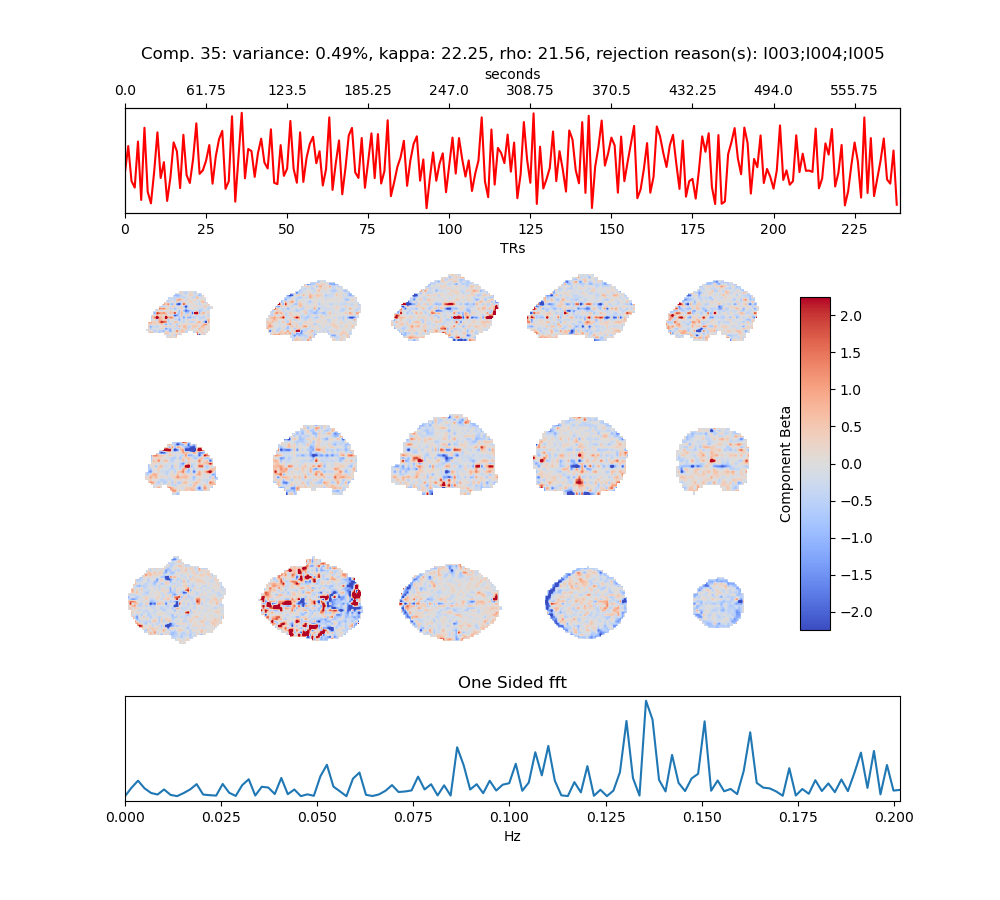 Comp. 35: variance: 0.49%, kappa: 22.25, rho: 21.56, rejection reason(s): I003;I004;I005
seconds
0.0 61.75 123.5 185.25 247.0 308.75 370.5 432.25 494.0 555.75
0 25 50 75 100 125 150 175 200 225
TRs
2.0
1.5
1.0
0.5
0.0
−0.5
−1.0
−1.5
−2.0
Component Beta
One Sided fft
0.000 0.025 0.050 0.075 0.100 0.125 0.150 0.175 0.200
Hz